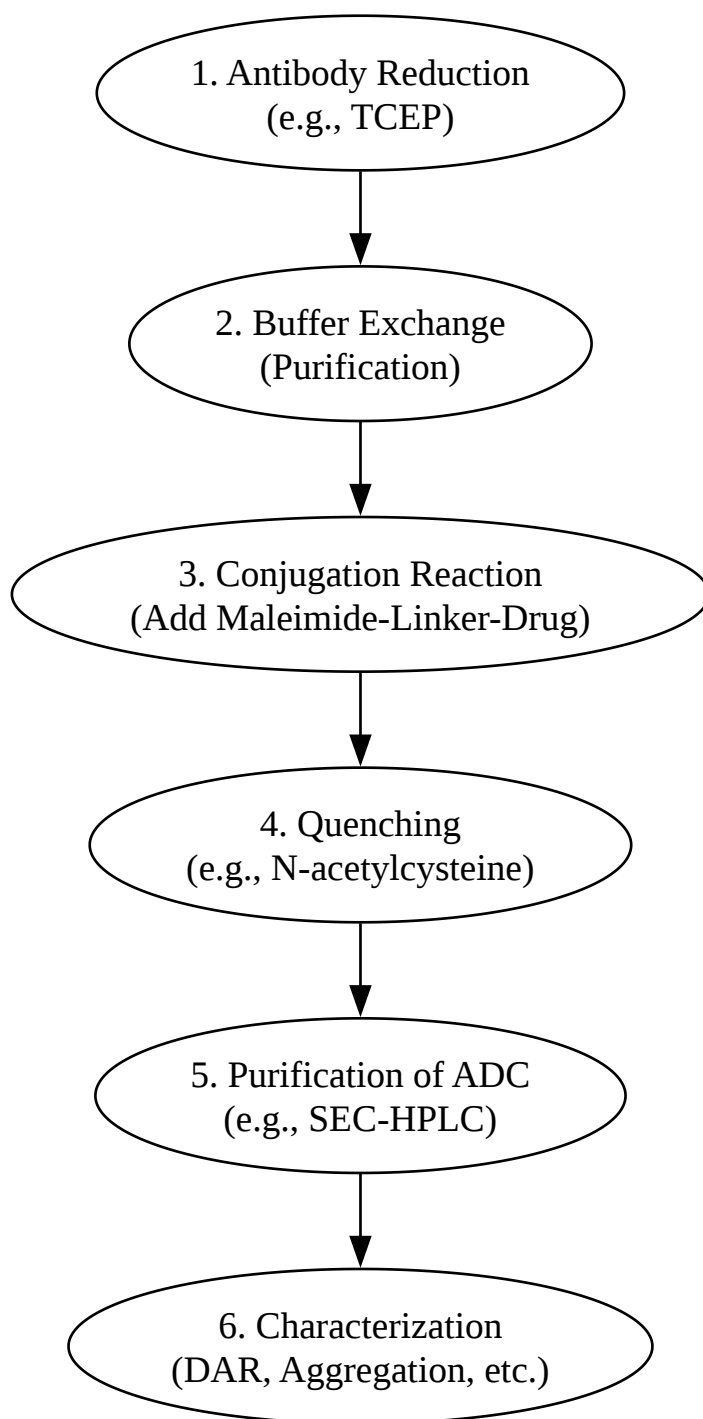 1. Antibody Reduction
(e.g., TCEP)
2. Buffer Exchange
(Purification)
3. Conjugation Reaction
(Add Maleimide-Linker-Drug)
4. Quenching
(e.g., N-acetylcysteine)
5. Purification of ADC
(e.g., SEC-HPLC)
6. Characterization
(DAR, Aggregation, etc.)